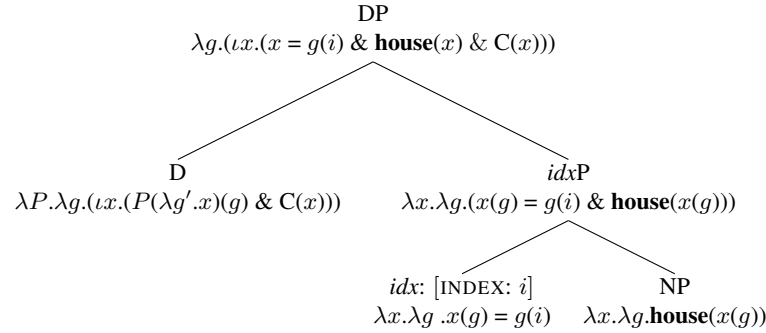 DP
λg.(ιx.(x = g(i) & house(x) & C(x)))
D idxP
λP.λg.(ιx.(P(λg′.x)(g) & C(x))) λx.λg.(x(g) = g(i) & house(x(g)))
idx: [INDEX: i] NP
λx.λg .x(g) = g(i) λx.λg.house(x(g))